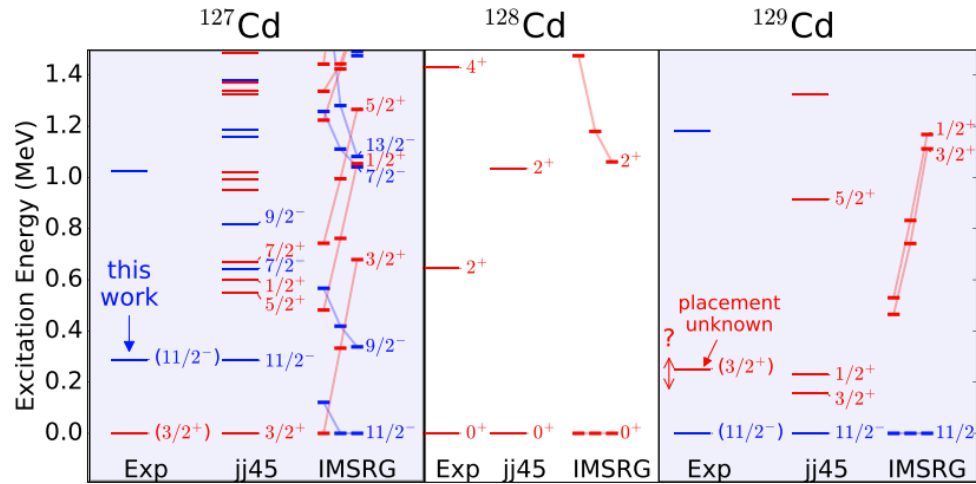 ¹²⁷Cd
¹²⁸Cd
¹²⁹Cd
Excitation Energy (MeV)
1.4
1.2
1.0
0.8
0.6
0.4
0.2
0.0
this
work
(11/2⁻)
(3/2⁺)
9/2⁻
7/2⁺
7/2⁻
1/2⁺
5/2⁺
11/2⁻
3/2⁺
5/2⁺
13/2⁻
1/2⁺
7/2⁻
3/2⁺
9/2⁻
11/2⁻
Exp
jj45
IMSRG
4⁺
2⁺
0⁺
2⁺
0⁺
2⁺
0⁺
Exp
jj45
IMSRG
placement
unknown
?
(3/2⁺)
(11/2⁻)
5/2⁺
1/2⁺
3/2⁺
11/2⁻
1/2⁺
3/2⁺
11/2
Exp
jj45
IMSRG